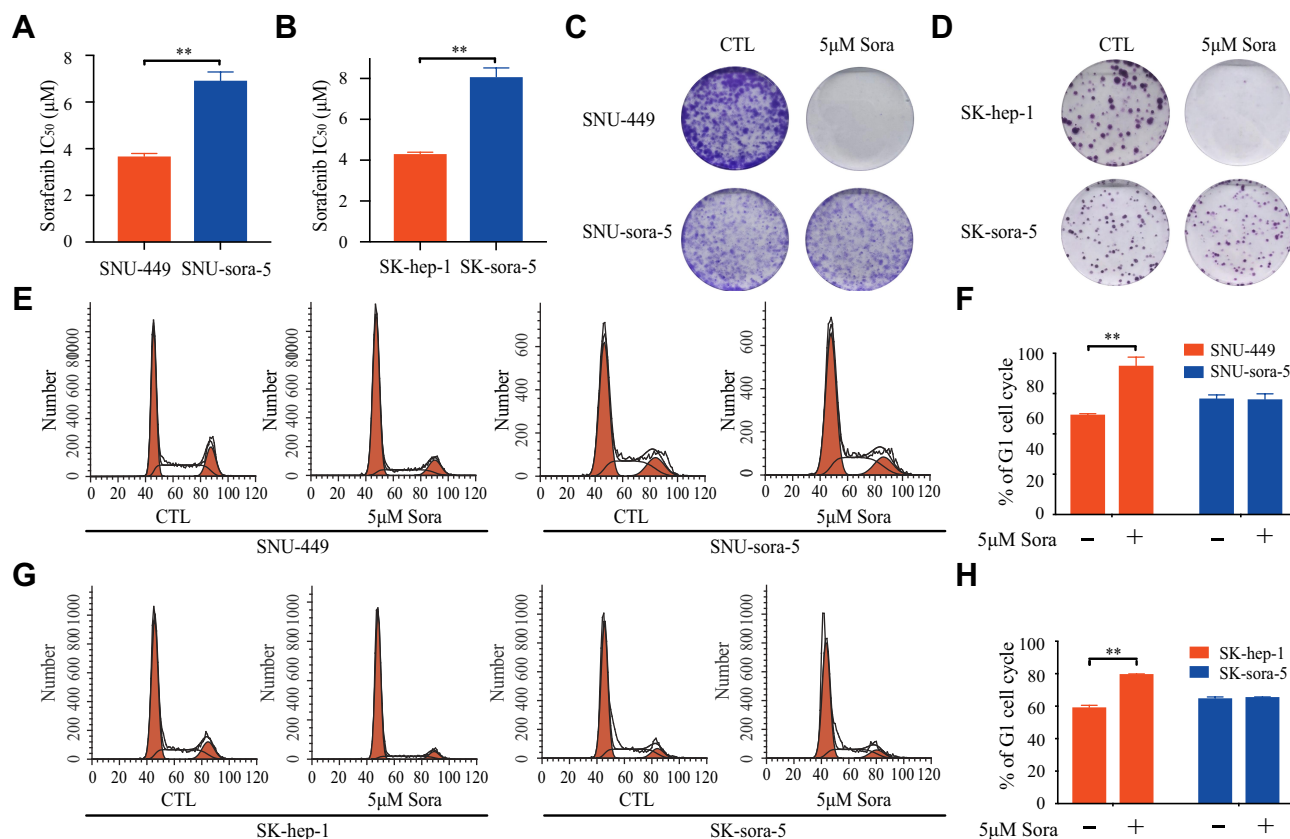 A
B
C
D
**
**
Sorafenib IC50 (μM)
8
6
4
2
0
SNU-449
SNU-sora-5
Sorafenib IC50 (μM)
8
6
4
2
0
SK-hep-1
SK-sora-5
CTL
5μM Sora
SNU-449
SNU-sora-5
CTL
5μM Sora
SK-hep-1
SK-sora-5
E
F
Number
0 200 400 600 80000
0 20 40 60 80 100 120
CTL
Number
0 200 400 600 80000
0 20 40 60 80 100 120
5μM Sora
SNU-449
Number
0 200 400 600
0 20 40 60 80 100 120
CTL
Number
0 200 400 600
0 20 40 60 80 100 120
5μM Sora
SNU-sora-5
% of G1 cell cycle
100
80
60
40
20
0
**
SNU-449
SNU-sora-5
5μM Sora − + − +
G
H
Number
0 200 400 600 800 1000
0 20 40 60 80 100 120
CTL
Number
0 200 400 600 800 1000
0 20 40 60 80 100 120
5μM Sora
SK-hep-1
Number
0 200 400 600 800 1000
0 20 40 60 80 100 120
CTL
Number
0 200 400 600 800 1000
0 20 40 60 80 100 120
5μM Sora
SK-sora-5
% of G1 cell cycle
100
80
60
40
20
0
**
SK-hep-1
SK-sora-5
5μM Sora − + − +